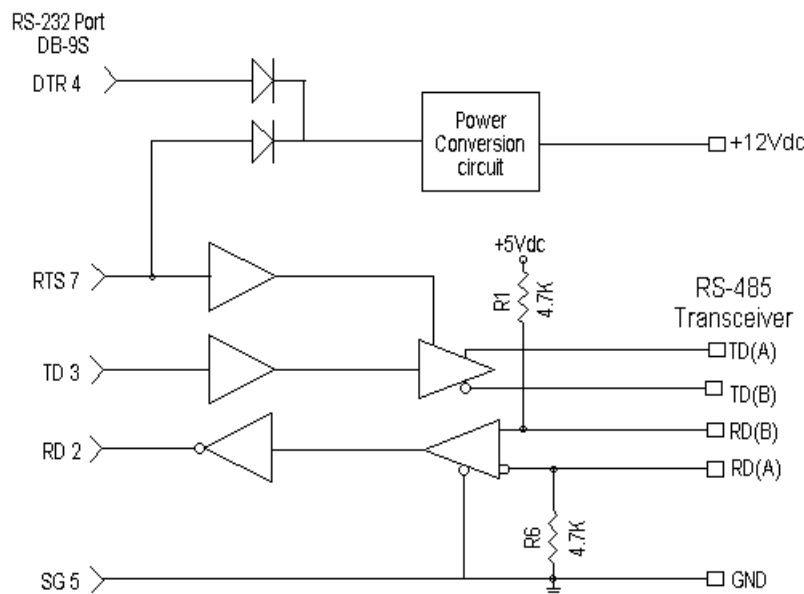 RS-232 Port
DB-9S
DTR 4
Power
Conversion
circuit
+12Vdc
+5Vdc
RTS 7
R1
4.7K
RS-485
Transceiver
TD(A)
TD 3
TD(B)
RD(B)
RD 2
RD(A)
R6
4.7K
SG 5
GND